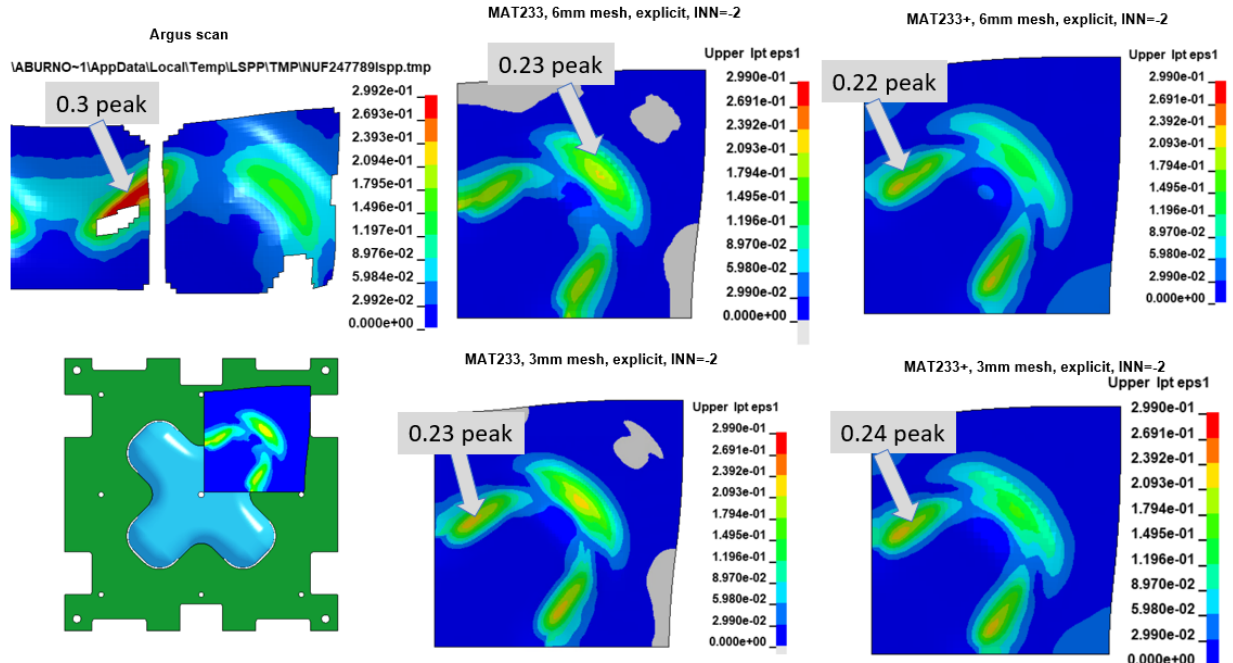 Argus scan
\ABURNO~1\AppData\Local\Temp\LSPP\TMP\NUF247789lspp.tmp
0.3 peak
2.992e-01
2.693e-01
2.393e-01
2.094e-01
1.795e-01
1.496e-01
1.197e-01
8.976e-02
5.984e-02
2.992e-02
0.000e+00
MAT233, 6mm mesh, explicit, INN=-2
0.23 peak
Upper Ipt eps1
2.990e-01
2.691e-01
2.392e-01
2.093e-01
1.794e-01
1.495e-01
1.196e-01
8.970e-02
5.980e-02
2.990e-02
0.000e+00
MAT233+, 6mm mesh, explicit, INN=-2
0.22 peak
Upper Ipt eps1
2.990e-01
2.691e-01
2.392e-01
2.093e-01
1.794e-01
1.495e-01
1.196e-01
8.970e-02
5.980e-02
2.990e-02
0.000e+00
MAT233, 3mm mesh, explicit, INN=-2
0.23 peak
Upper Ipt eps1
2.990e-01
2.691e-01
2.392e-01
2.093e-01
1.794e-01
1.495e-01
1.196e-01
8.970e-02
5.980e-02
2.990e-02
0.000e+00
MAT233+, 3mm mesh, explicit, INN=-2
0.24 peak
Upper Ipt eps1
2.990e-01
2.691e-01
2.392e-01
2.093e-01
1.794e-01
1.495e-01
1.196e-01
8.970e-02
5.980e-02
2.990e-02
0.000e+00